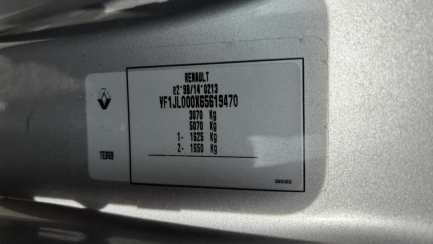 RENAULT
e2*98/14*0213
VF1JL000X65619470
3070 Kg
5070 Kg
1- 1625 Kg
2- 1650 Kg